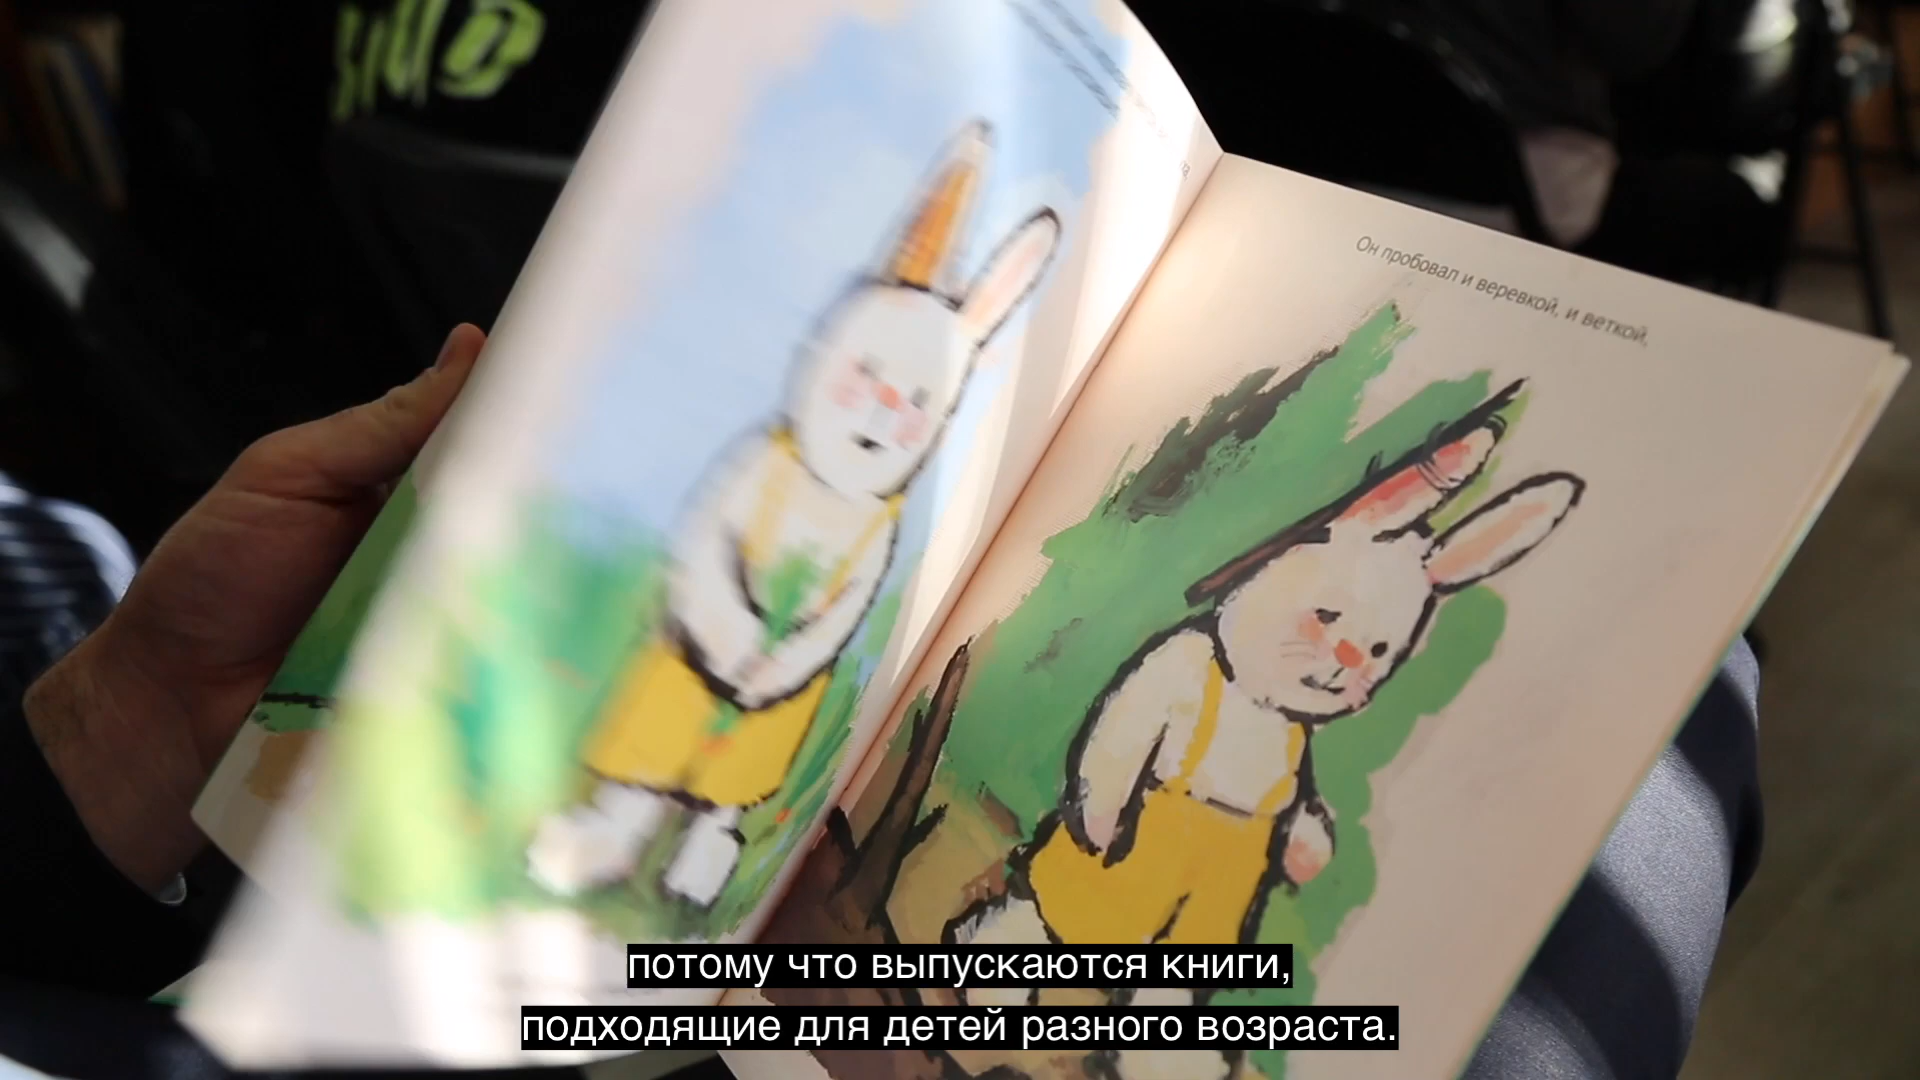 Он пробовал и веревкой, и веткой,
потому что выпускаются книги,
подходящие для детей разного возраста.